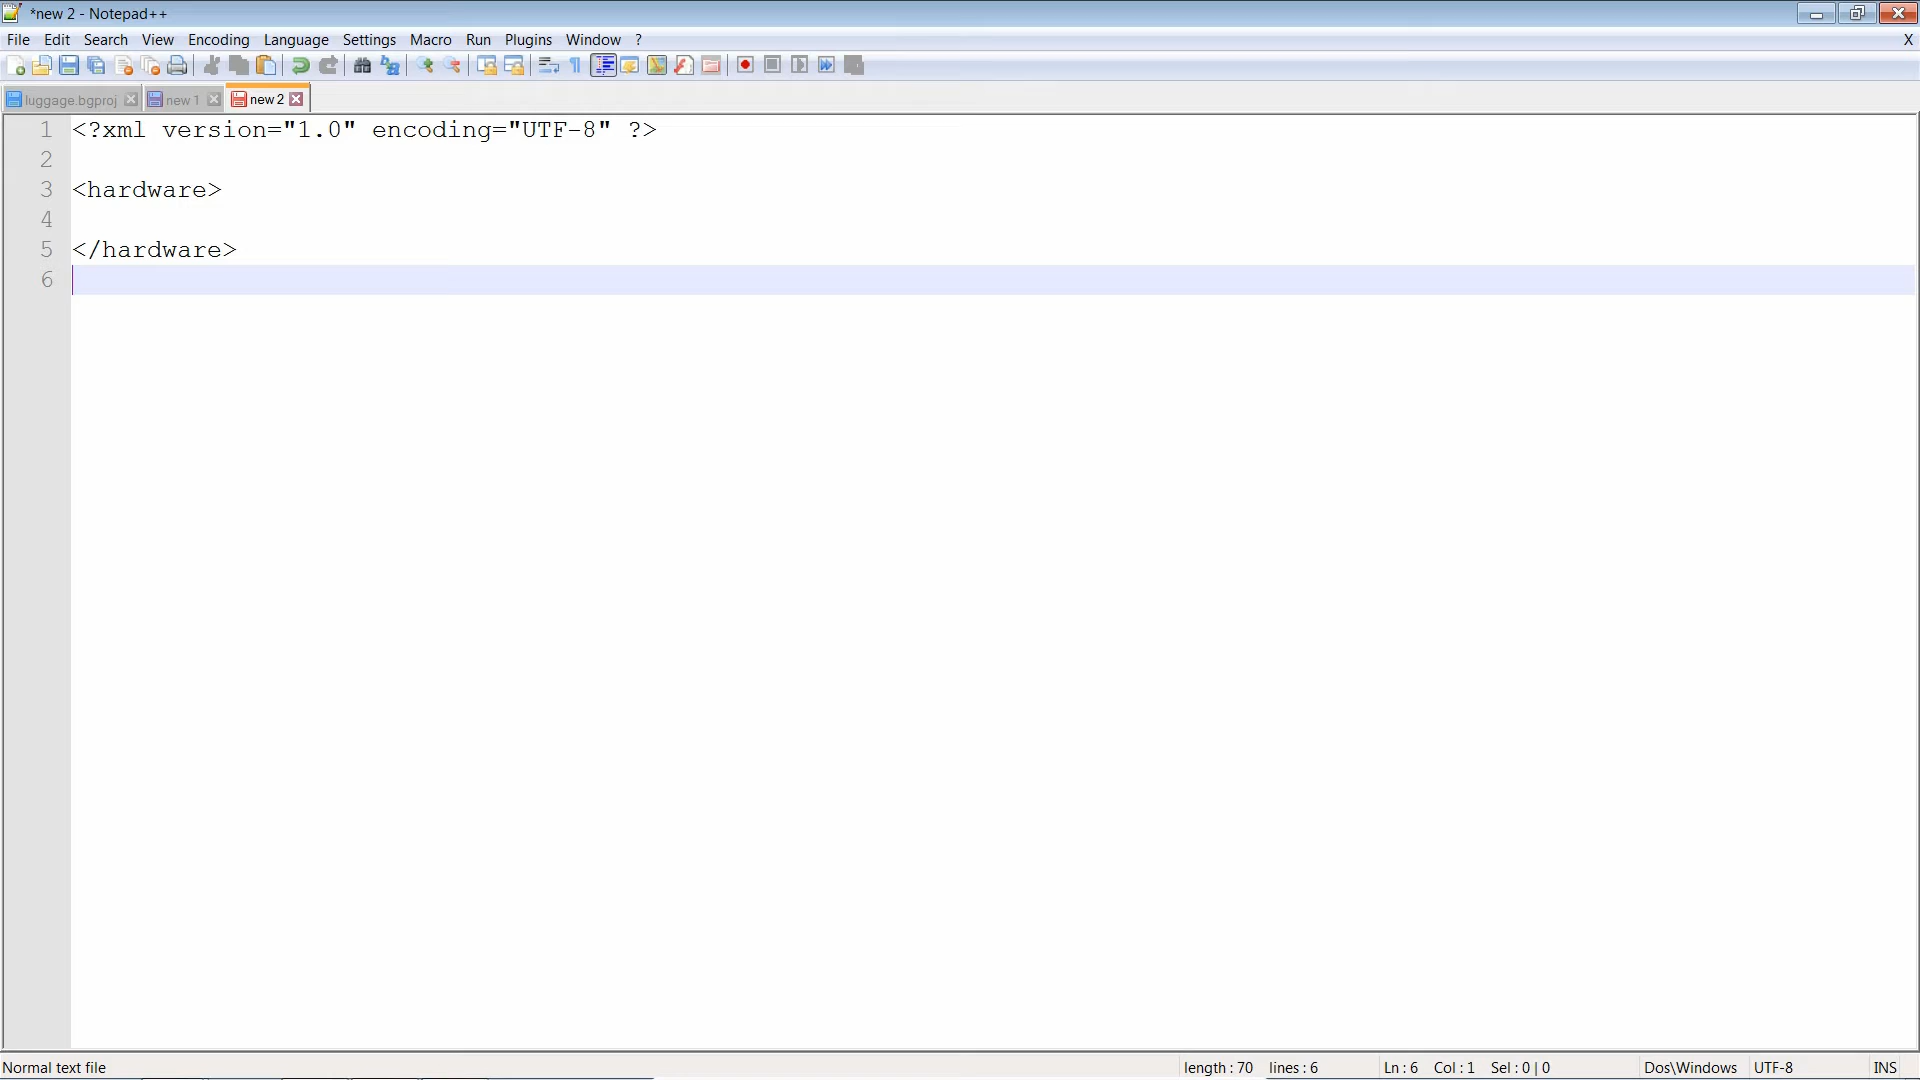 *new 2 - Notepad++
File Edit Search View Encoding Language Settings Macro Run Plugins Window ? X
luggage.bgproj new 1 new 2
1 <?xml version="1.0" encoding="UTF-8" ?>
2
3 <hardware>
4
5 </hardware>
6
Normal text file length : 70 lines : 6 Ln : 6 Col : 1 Sel : 0 | 0 Dos\Windows UTF-8 INS